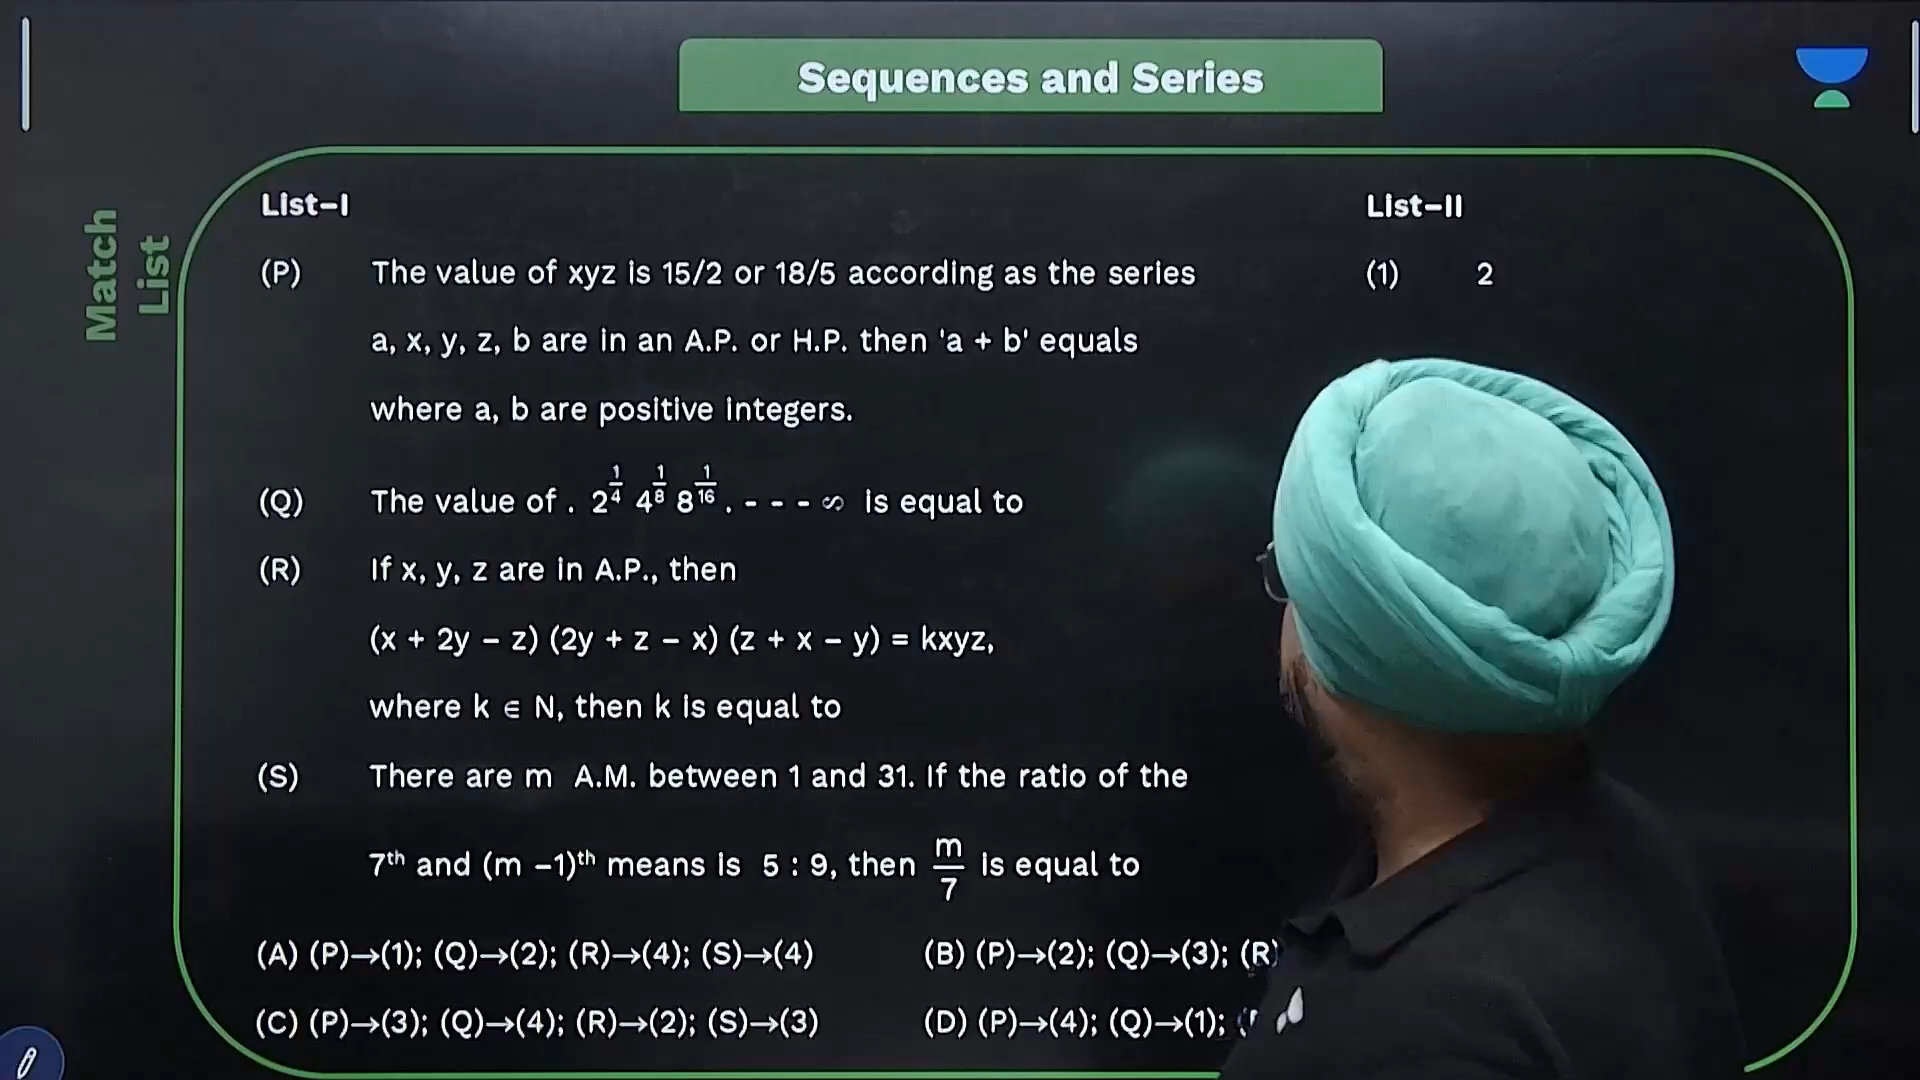 Sequences and Series
Match
List
List-I
List-II
(P) The value of xyz is 15/2 or 18/5 according as the series
(1) 2
a, x, y, z, b are in an A.P. or H.P. then 'a + b' equals
where a, b are positive integers.
(Q) The value of . 2^{1/4} 4^{1/8} 8^{1/16} . - - - ∞ is equal to
(R) If x, y, z are in A.P., then
(x + 2y – z) (2y + z – x) (z + x – y) = kxyz,
where k ∈ N, then k is equal to
(S) There are m A.M. between 1 and 31. If the ratio of the
7th and (m –1)th means is 5 : 9, then m/7 is equal to
(A) (P)→(1); (Q)→(2); (R)→(4); (S)→(4)
(B) (P)→(2); (Q)→(3); (R)
(C) (P)→(3); (Q)→(4); (R)→(2); (S)→(3)
(D) (P)→(4); (Q)→(1);